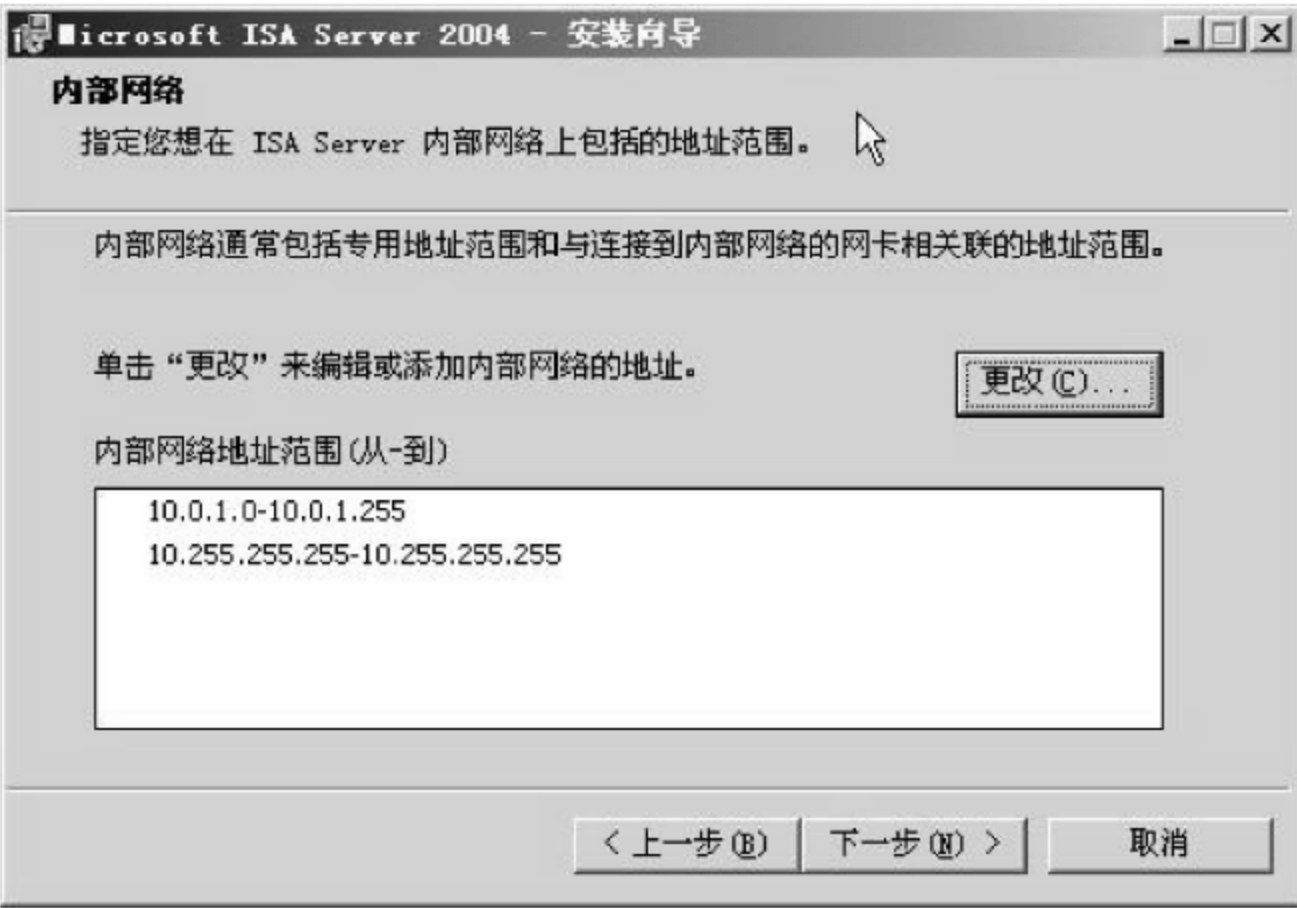 Microsoft ISA Server 2004 - 安装向导
内部网络
指定您想在 ISA Server 内部网络上包括的地址范围。
内部网络通常包括专用地址范围和与连接到内部网络的网卡相关联的地址范围。
单击“更改”来编辑或添加内部网络的地址。
更改(C)...
内部网络地址范围(从-到)
10.0.1.0-10.0.1.255
10.255.255.255-10.255.255.255
< 上一步(B)
下一步(N) >
取消